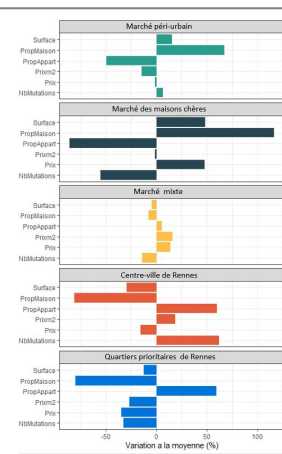 Marché péri-urbain
Surface
PropMaison
PropAppart
Prixm2
Prix
NbMutations
Marché des maisons chères
Surface
PropMaison
PropAppart
Prixm2
Prix
NbMutations
Marché mixte
Surface
PropMaison
PropAppart
Prixm2
Prix
NbMutations
Centre-ville de Rennes
Surface
PropMaison
PropAppart
Prixm2
Prix
NbMutations
Quartiers prioritaires de Rennes
Surface
PropMaison
PropAppart
Prixm2
Prix
NbMutations
-50 0 50 100
Variation a la moyenne (%)